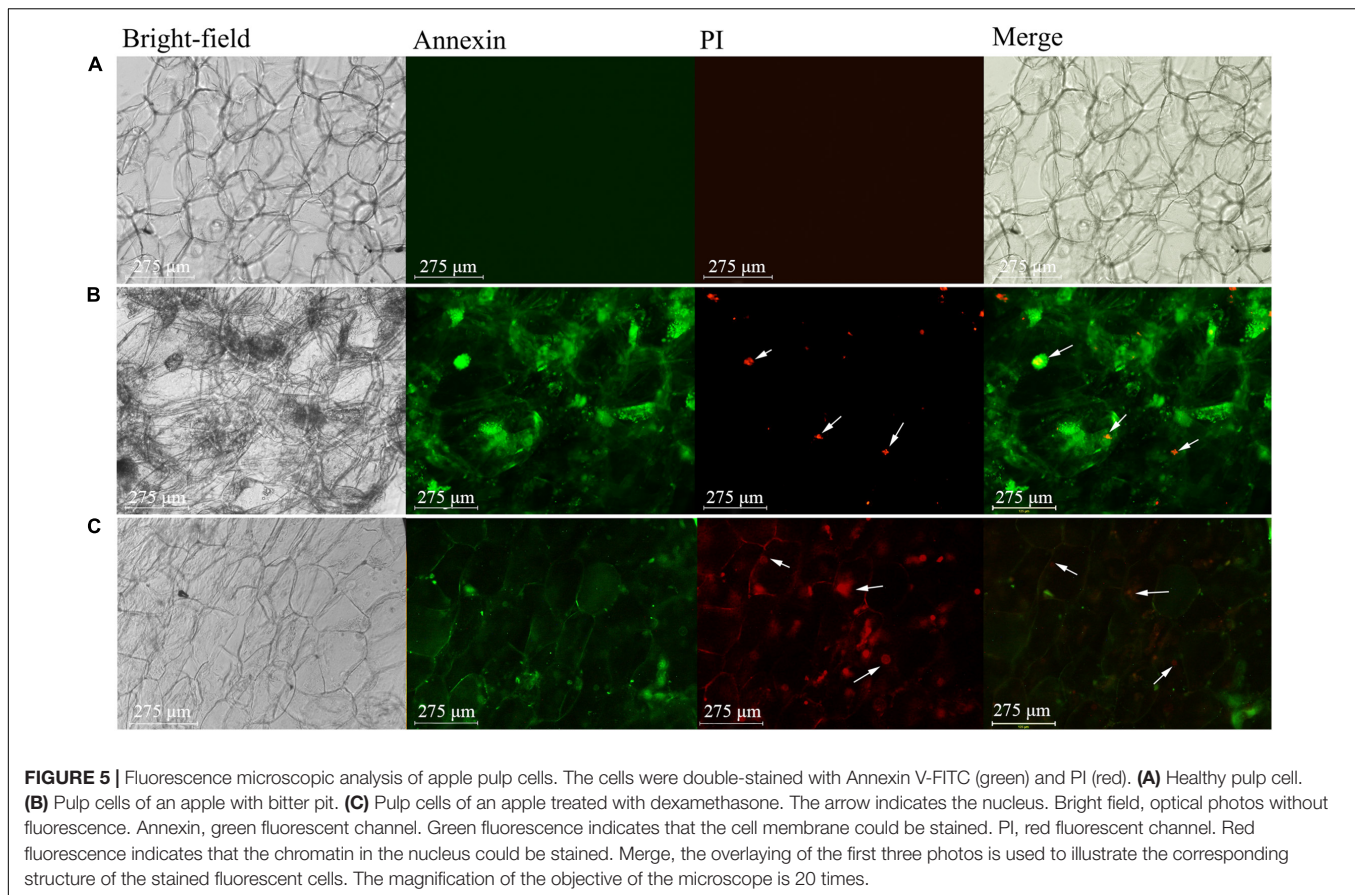 Bright-field Annexin PI Merge
A
275 μm 275 μm 275 μm 275 μm
B
275 μm 275 μm 275 μm 275 μm
C
275 μm 275 μm 275 μm 275 μm
FIGURE 5 | Fluorescence microscopic analysis of apple pulp cells. The cells were double-stained with Annexin V-FITC (green) and PI (red). (A) Healthy pulp cell.
(B) Pulp cells of an apple with bitter pit. (C) Pulp cells of an apple treated with dexamethasone. The arrow indicates the nucleus. Bright field, optical photos without
fluorescence. Annexin, green fluorescent channel. Green fluorescence indicates that the cell membrane could be stained. PI, red fluorescent channel. Red
fluorescence indicates that the chromatin in the nucleus could be stained. Merge, the overlaying of the first three photos is used to illustrate the corresponding
structure of the stained fluorescent cells. The magnification of the objective of the microscope is 20 times.